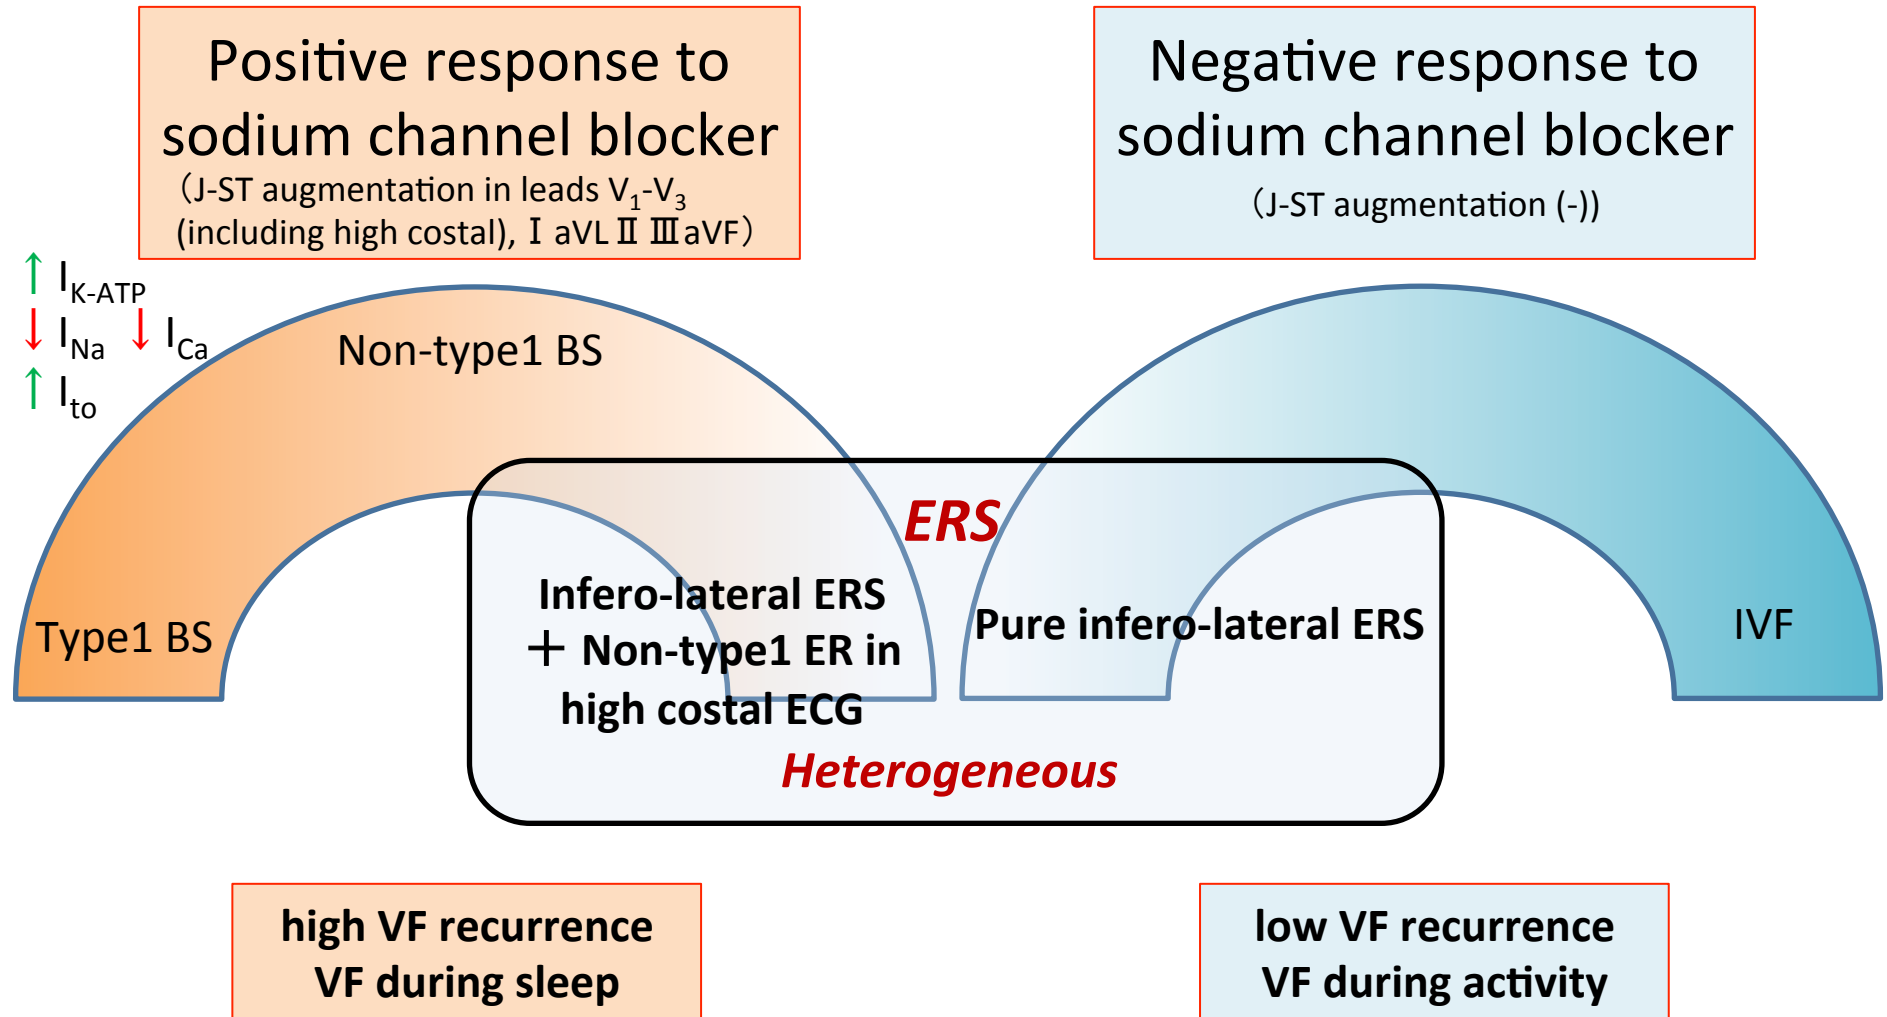 Positive response to
sodium channel blocker
（J-ST augmentation in leads V1-V3
(including high costal), Ⅰ aVL Ⅱ ⅢaVF）
Negative response to
sodium channel blocker
（J-ST augmentation (-))
↑ IK-ATP
↓ INa ↓ ICa
↑ Ito
Non-type1 BS
Type1 BS
ERS
Infero-lateral ERS
＋ Non-type1 ER in
high costal ECG
Pure infero-lateral ERS
IVF
Heterogeneous
high VF recurrence
VF during sleep
low VF recurrence
VF during activity